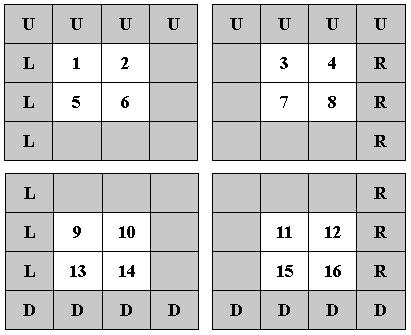 U U U U U U U U
L 1 2 3 4 R
L 5 6 7 8 R
L R
L R
L 9 10 11 12 R
L 13 14 15 16 R
D D D D D D D D